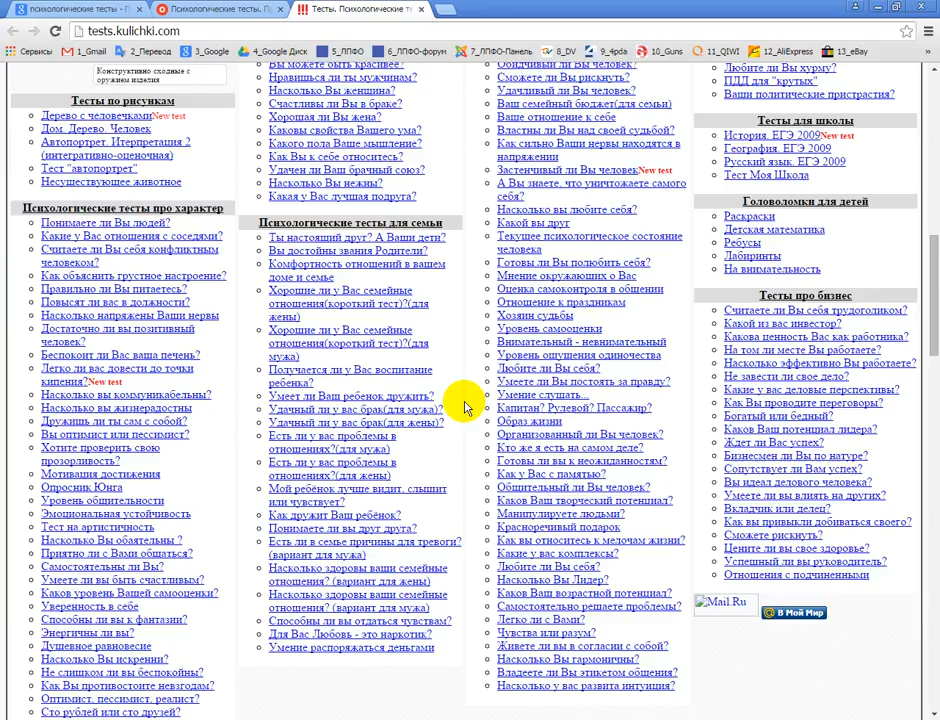 психологические тесты - П
Психологические тесты. П
Тесты. Психологические те
tests.kulichki.com
Сервисы
1_Gmail
2_Перевод
3_Google
4_Google Диск
5_ЛПФО
6_ЛПФО-форум
7_ЛПФО-Панель
8_DV
9_4pda
10_Guns
11_QIWI
12_AliExpress
13_eBay
Конструктивно сходные с
оружием изделия
Тесты по рисункам
Дерево с человечкамиNew test
Дом. Дерево. Человек
Автопортрет. Итерпретация 2
(интегративно-оценочная)
Тест "автопортрет"
Несуществующее животное
Психологические тесты про характер
Понимаете ли Вы людей?
Какие у Вас отношения с соседями?
Считаете ли Вы себя конфликтным
человеком?
Как объяснить грустное настроение?
Правильно ли Вы питаетесь?
Повысят ли вас в должности?
Насколько напряжены Ваши нервы
Достаточно ли вы позитивный
человек?
Беспокоит ли Вас ваша печень?
Легко ли вас довести до точки
кипения?New test
Насколько вы коммуникабельны?
Насколько вы жизнерадостны
Дружишь ли ты сам с собой?
Вы оптимист или пессимист?
Хотите проверить свою
прозорливость?
Мотивация достижения
Опросник Юнга
Уровень общительности
Эмоциональная устойчивость
Тест на артистичность
Насколько Вы обаятельны ?
Приятно ли с Вами общаться?
Самостоятельны ли Вы?
Умеете ли вы быть счастливым?
Каков уровень Вашей самооценки?
Уверенность в себе
Способны ли вы к фантазии?
Энергичны ли вы?
Душевное равновесие
Насколько Вы искренни?
Не слишком ли вы беспокойны?
Как Вы противостоите невзгодам?
Оптимист, пессимист, реалист?
Сто рублей или сто друзей?
Вы можете быть красивее?
Нравишься ли ты мужчинам?
Насколько Вы женщина?
Счастливы ли Вы в браке?
Хорошая ли Вы жена?
Каковы свойства Вашего ума?
Какого пола Ваше мышление?
Как Вы к себе относитесь?
Удачен ли Ваш брачный союз?
Насколько Вы нежны?
Какая у Вас лучшая подруга?
Психологические тесты для семьи
Ты настоящий друг? А Ваши дети?
Вы достойны звания Родители?
Комфортность отношений в вашем
доме и семье
Хорошие ли у Вас семейные
отношения(короткий тест)?(для
жены)
Хорошие ли у Вас семейные
отношения(короткий тест)?(для
мужа)
Получается ли у Вас воспитание
ребенка?
Умеет ли Ваш ребенок дружить?
Удачный ли у вас брак(для мужа)?
Удачный ли у вас брак(для жены)?
Есть ли у вас проблемы в
отношениях?(для мужа)
Есть ли у вас проблемы в
отношениях?(для жены)
Мой ребёнок лучше видит, слышит
или чувствует?
Как дружит Ваш ребёнок?
Понимаете ли вы друг друга?
Есть ли в семье причины для тревоги?
(вариант для мужа)
Насколько здоровы ваши семейные
отношения? (вариант для жены)
Насколько здоровы ваши семейные
отношения? (вариант для мужа)
Способны ли вы отдаться чувствам?
Для Вас Любовь - это наркотик?
Умение распоряжаться деньгами
Обидчивый ли Вы человек?
Сможете ли Вы рискнуть?
Удачливый ли Вы человек?
Ваш семейный бюджет(для семьи)
Ваше отношение к себе
Властны ли Вы над своей судьбой?
Как сильно Ваши нервы находятся в
напряжении
Застенчивый ли Вы человекNew test
А Вы знаете, что уничтожаете самого
себя?
Насколько вы любите себя?
Какой вы друг
Текущее психологическое состояние
человека
Готовы ли Вы полюбить себя?
Мнение окружающих о Вас
Оценка самоконтроля в общении
Отношение к праздникам
Хозяин судьбы
Уровень самооценки
Внимательный - невнимательный
Уровень ощущения одиночества
Любите ли Вы себя?
Умеете ли Вы постоять за правду?
Умение слушать...
Капитан? Рулевой? Пассажир?
Образ жизни
Организованный ли Вы человек?
Кто же я есть на самом деле?
Готовы ли вы к неожиданностям?
Как у Вас с памятью?
Общительный ли Вы человек?
Каков Ваш творческий потенциал?
Манипулируете людьми?
Красноречивый подарок
Как вы относитесь к мелочам жизни?
Какие у вас комплексы?
Любите ли Вы себя?
Насколько Вы Лидер?
Каков Ваш возрастной потенциал?
Самостоятельно решаете проблемы?
Легко ли с Вами?
Чувства или разум?
Живете ли вы в согласии с собой?
Насколько Вы гармоничны?
Владеете ли Вы этикетом общения?
Насколько у вас развита интуиция?
Любите ли Вы хурму?
ПДД для "крутых"
Ваши политические пристрастия?
Тесты для школы
История. ЕГЭ 2009New test
География. ЕГЭ 2009
Русский язык. ЕГЭ 2009
Тест Моя Школа
Головоломки для детей
Раскраски
Детская математика
Ребусы
Лабиринты
На внимательность
Тесты про бизнес
Считаете ли Вы себя трудоголиком?
Какой из вас инвестор?
Какова ценность Вас как работника?
На том ли месте Вы работаете?
Насколько эффективно Вы работаете?
Не завести ли свое дело?
Какие у вас деловые перспективы?
Как Вы проводите переговоры?
Богатый или бедный?
Каков Ваш потенциал лидера?
Ждет ли Вас успех?
Бизнесмен ли Вы по натуре?
Сопутствует ли Вам успех?
Вы идеал делового человека?
Умеете ли вы влиять на других?
Вкладчик или делец?
Как вы привыкли добиваться своего?
Сможете рискнуть?
Цените ли вы свое здоровье?
Успешный ли вы руководитель?
Отношения с подчиненными
Mail.Ru
В Мой Мир